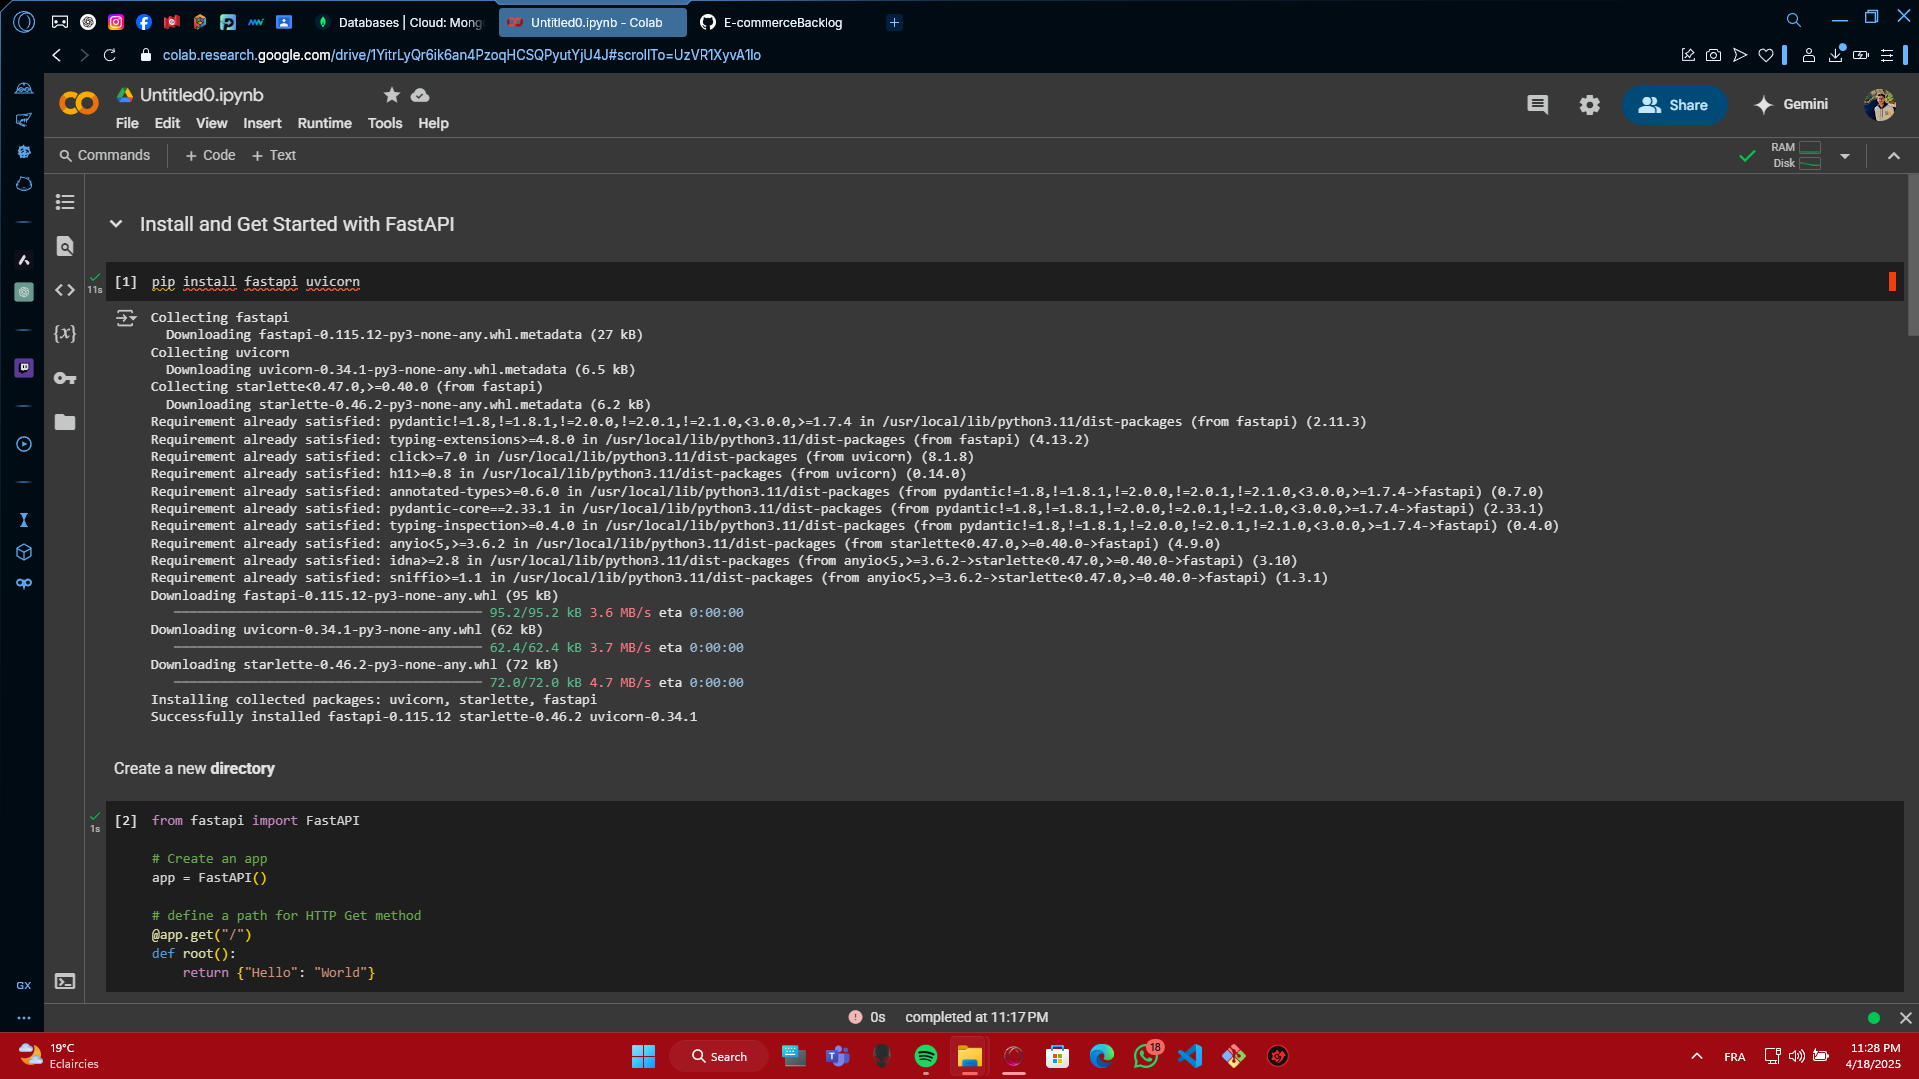 Databases | Cloud: Mong
Untitled0.ipynb - Colab
E-commerceBacklog
colab.research.google.com/drive/1YitrLyQr6ik6an4PzoqHCSQPyutYjU4J#scrollTo=UzVR1XyvA1lo
Untitled0.ipynb
File Edit View Insert Runtime Tools Help
Share
Gemini
Commands + Code + Text
RAM
Disk
Install and Get Started with FastAPI
11s
[1] pip install fastapi uvicorn
Collecting fastapi
Downloading fastapi-0.115.12-py3-none-any.whl.metadata (27 kB)
Collecting uvicorn
Downloading uvicorn-0.34.1-py3-none-any.whl.metadata (6.5 kB)
Collecting starlette<0.47.0,>=0.40.0 (from fastapi)
Downloading starlette-0.46.2-py3-none-any.whl.metadata (6.2 kB)
Requirement already satisfied: pydantic!=1.8,!=1.8.1,!=2.0.0,!=2.0.1,!=2.1.0,<3.0.0,>=1.7.4 in /usr/local/lib/python3.11/dist-packages (from fastapi) (2.11.3)
Requirement already satisfied: typing-extensions>=4.8.0 in /usr/local/lib/python3.11/dist-packages (from fastapi) (4.13.2)
Requirement already satisfied: click>=7.0 in /usr/local/lib/python3.11/dist-packages (from uvicorn) (8.1.8)
Requirement already satisfied: h11>=0.8 in /usr/local/lib/python3.11/dist-packages (from uvicorn) (0.14.0)
Requirement already satisfied: annotated-types>=0.6.0 in /usr/local/lib/python3.11/dist-packages (from pydantic!=1.8,!=1.8.1,!=2.0.0,!=2.0.1,!=2.1.0,<3.0.0,>=1.7.4->fastapi) (0.7.0)
Requirement already satisfied: pydantic-core==2.33.1 in /usr/local/lib/python3.11/dist-packages (from pydantic!=1.8,!=1.8.1,!=2.0.0,!=2.0.1,!=2.1.0,<3.0.0,>=1.7.4->fastapi) (2.33.1)
Requirement already satisfied: typing-inspection>=0.4.0 in /usr/local/lib/python3.11/dist-packages (from pydantic!=1.8,!=1.8.1,!=2.0.0,!=2.0.1,!=2.1.0,<3.0.0,>=1.7.4->fastapi) (0.4.0)
Requirement already satisfied: anyio<5,>=3.6.2 in /usr/local/lib/python3.11/dist-packages (from starlette<0.47.0,>=0.40.0->fastapi) (4.9.0)
Requirement already satisfied: idna>=2.8 in /usr/local/lib/python3.11/dist-packages (from anyio<5,>=3.6.2->starlette<0.47.0,>=0.40.0->fastapi) (3.10)
Requirement already satisfied: sniffio>=1.1 in /usr/local/lib/python3.11/dist-packages (from anyio<5,>=3.6.2->starlette<0.47.0,>=0.40.0->fastapi) (1.3.1)
Downloading fastapi-0.115.12-py3-none-any.whl (95 kB)
95.2/95.2 kB 3.6 MB/s eta 0:00:00
Downloading uvicorn-0.34.1-py3-none-any.whl (62 kB)
62.4/62.4 kB 3.7 MB/s eta 0:00:00
Downloading starlette-0.46.2-py3-none-any.whl (72 kB)
72.0/72.0 kB 4.7 MB/s eta 0:00:00
Installing collected packages: uvicorn, starlette, fastapi
Successfully installed fastapi-0.115.12 starlette-0.46.2 uvicorn-0.34.1
Create a new directory
1s
[2] from fastapi import FastAPI
# Create an app
app = FastAPI()
# define a path for HTTP Get method
@app.get("/")
def root():
return {"Hello": "World"}
GX
0s completed at 11:17 PM
19°C
Eclaircies
Search
18
FRA
11:28 PM
4/18/2025